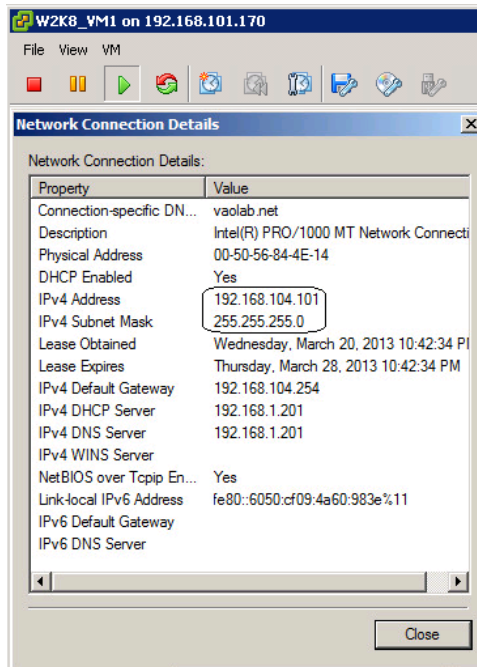 W2K8_VM1 on 192.168.101.170
File View VM
Network Connection Details
Network Connection Details:
Property Value
Connection-specific DN... vaolab.net
Description Intel(R) PRO/1000 MT Network Connecti
Physical Address 00-50-56-84-4E-14
DHCP Enabled Yes
IPv4 Address 192.168.104.101
IPv4 Subnet Mask 255.255.255.0
Lease Obtained Wednesday, March 20, 2013 10:42:34 PI
Lease Expires Thursday, March 28, 2013 10:42:34 PM
IPv4 Default Gateway 192.168.104.254
IPv4 DHCP Server 192.168.1.201
IPv4 DNS Server 192.168.1.201
IPv4 WINS Server
NetBIOS over Tcpip En... Yes
Link-local IPv6 Address fe80::6050:cf09:4a60:983e%11
IPv6 Default Gateway
IPv6 DNS Server
Close